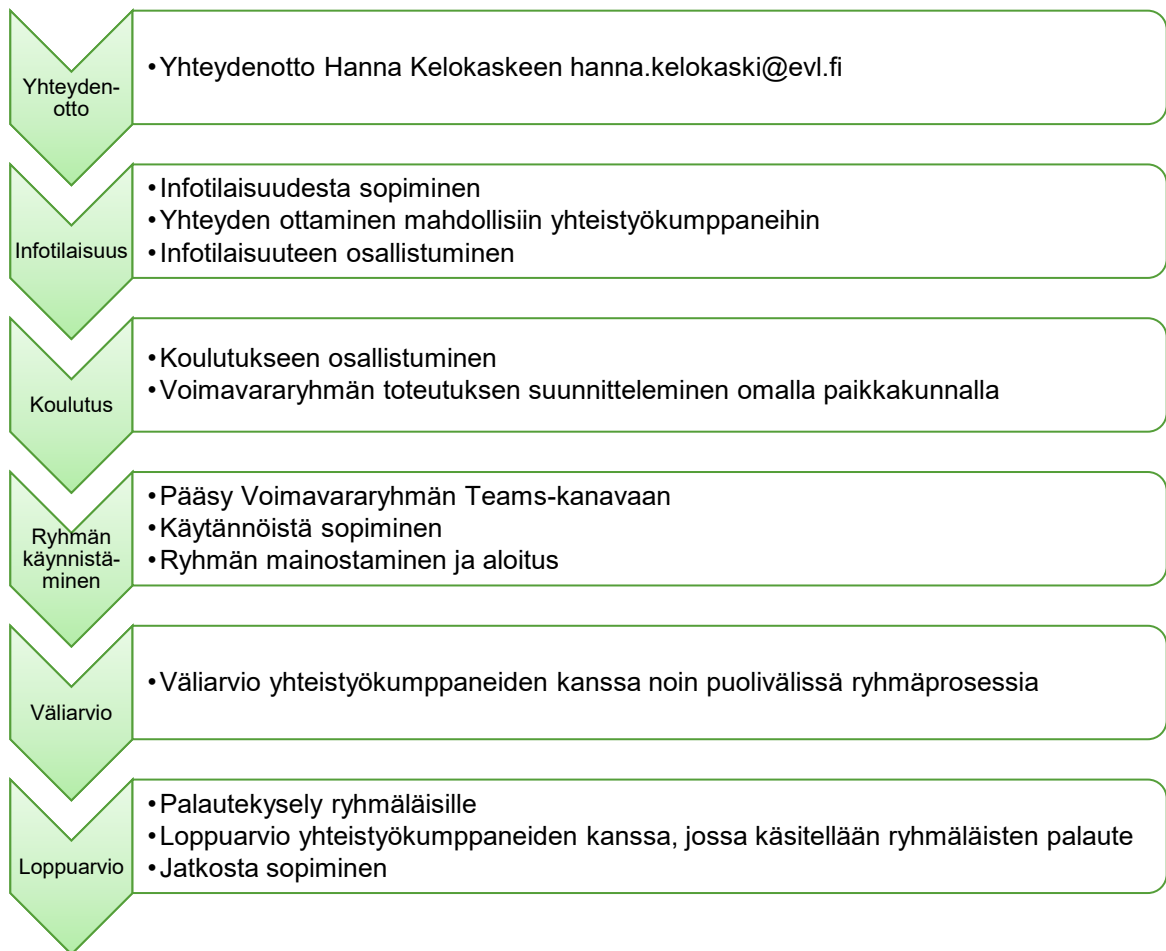 Yhteyden-
otto
•Yhteydenotto Hanna Kelokaskeen hanna.kelokaski@evl.fi
Infotilaisuus
•Infotilaisuudesta sopiminen
•Yhteyden ottaminen mahdollisiin yhteistyökumppaneihin
•Infotilaisuuteen osallistuminen
Koulutus
•Koulutukseen osallistuminen
•Voimavararyhmän toteutuksen suunnitteleminen omalla paikkakunnalla
Ryhmän
käynnistä-
minen
•Pääsy Voimavararyhmän Teams-kanavaan
•Käytännöistä sopiminen
•Ryhmän mainostaminen ja aloitus
Väliarvio
•Väliarvio yhteistyökumppaneiden kanssa noin puolivälissä ryhmäprosessia
Loppuarvio
•Palautekysely ryhmäläisille
•Loppuarvio yhteistyökumppaneiden kanssa, jossa käsitellään ryhmäläisten palaute
•Jatkosta sopiminen